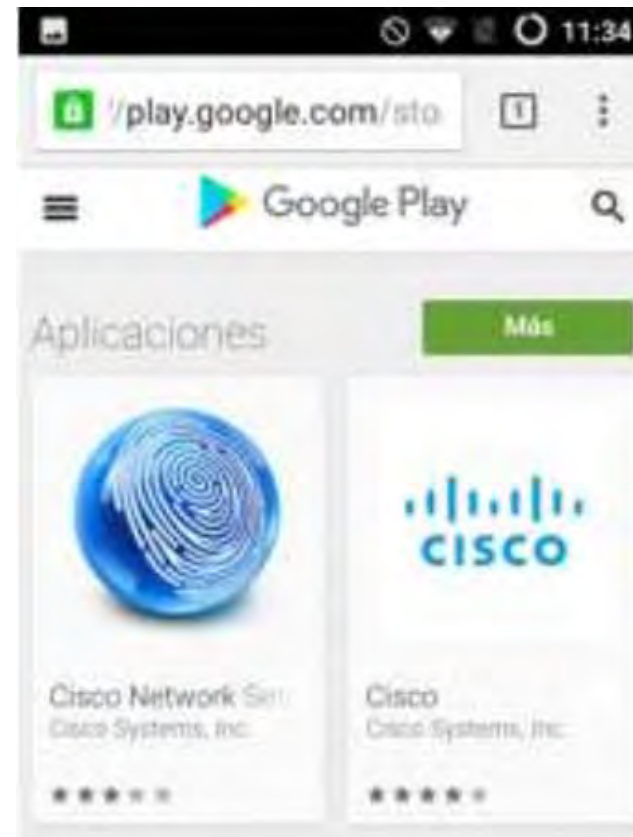 11:34
//play.google.com/sto
1
Google Play
Aplicaciones
Más
CISCO
Cisco Network Set
Cisco Systems, Inc.
Cisco
Cisco Systems, Inc.